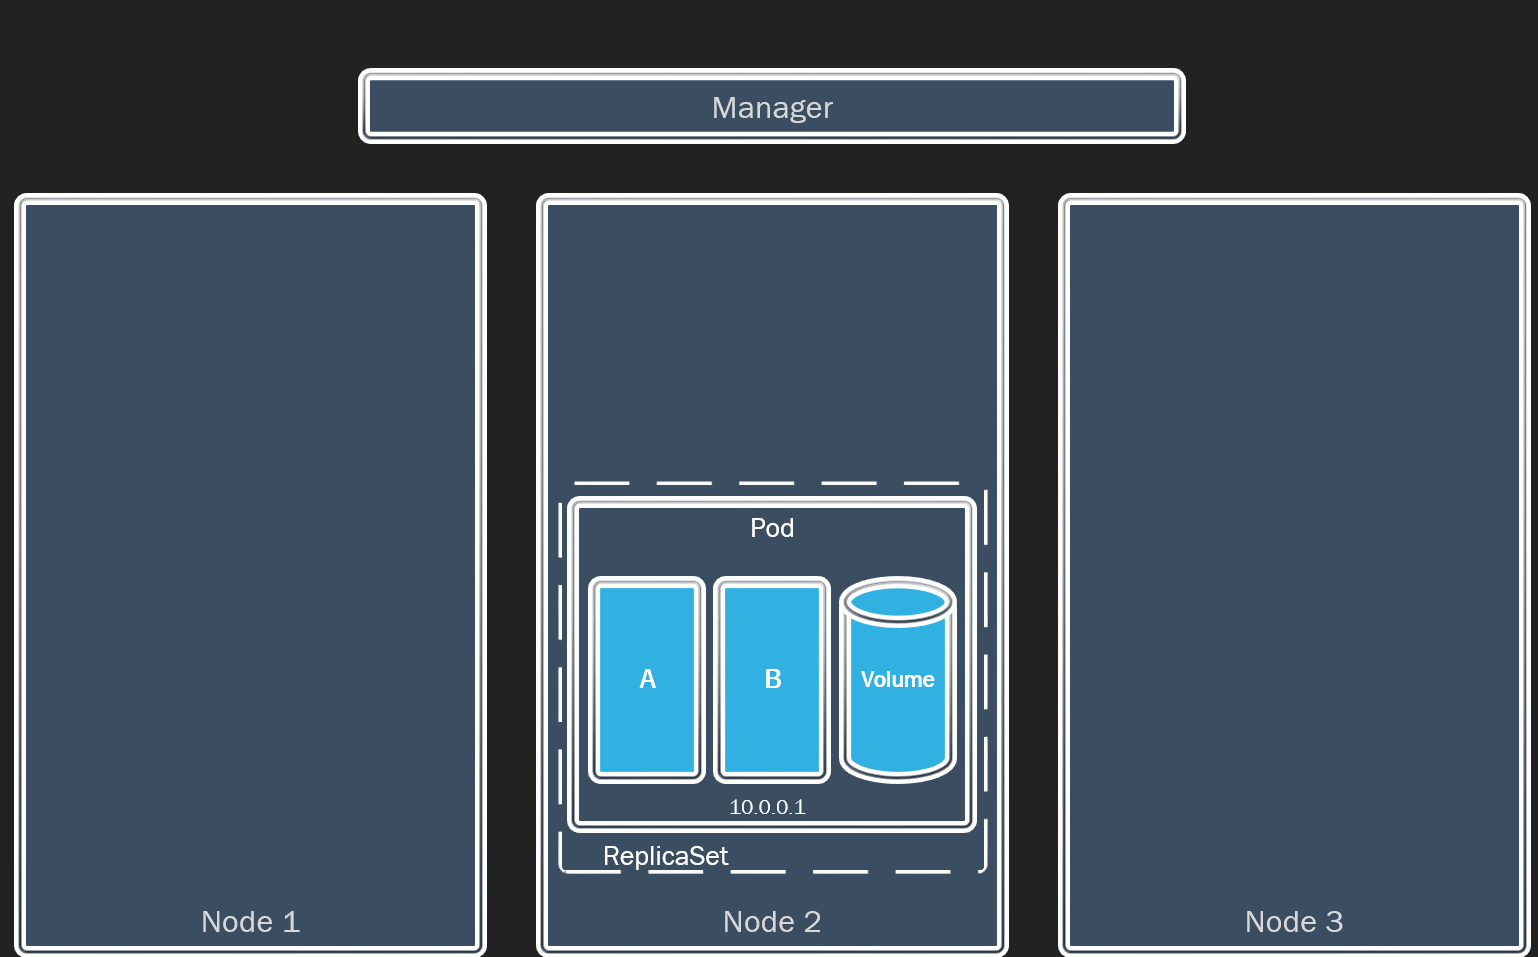 Manager
Pod
A
B
Volume
10.0.0.1
ReplicaSet
Node 1
Node 2
Node 3